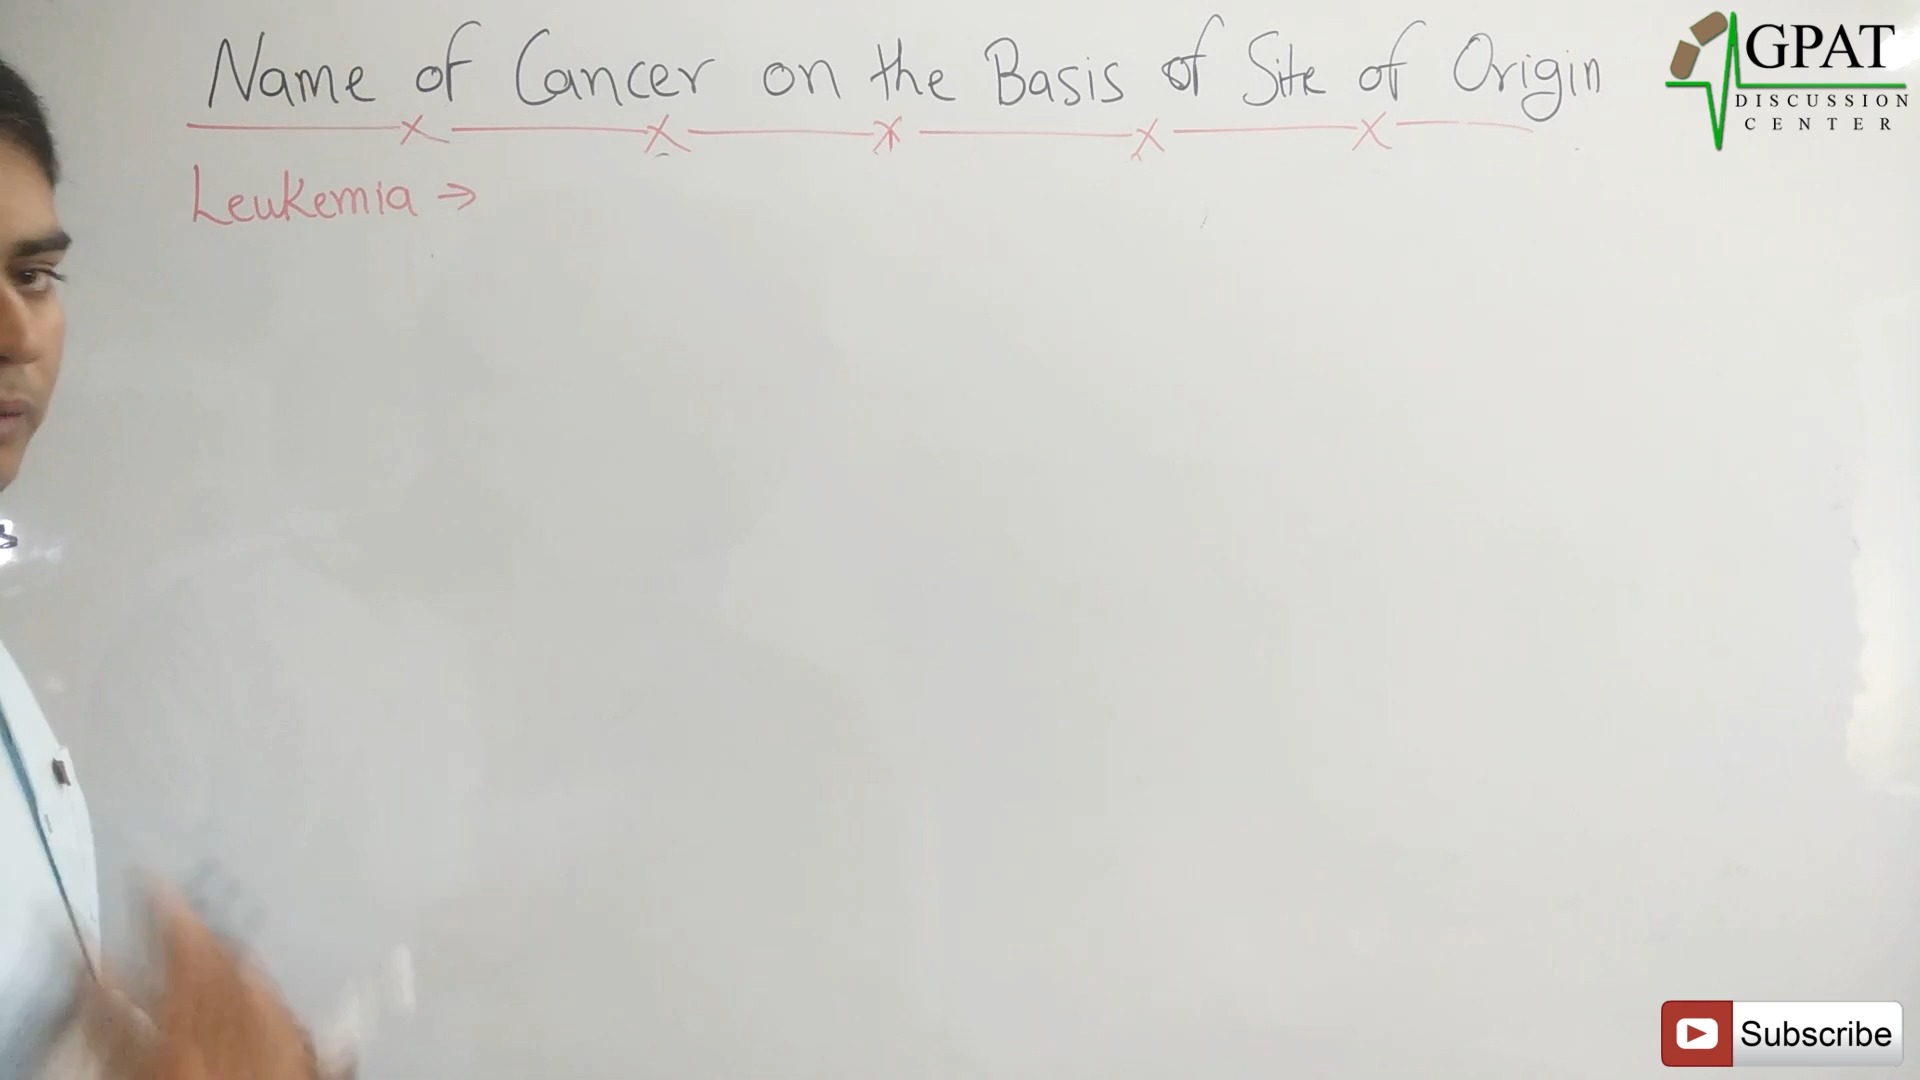 Name of Cancer on the Basis of Site of Origin
Leukemia →
GPAT
DISCUSSION
CENTER
Subscribe